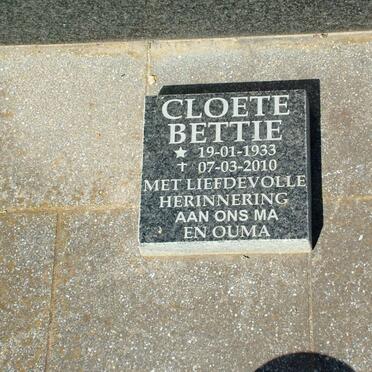 CLOETE
BETTIE
★ 19-01-1933
✝ 07-03-2010
MET LIEFDEVOLLE
HERINNERING
AAN ONS MA
EN OUMA